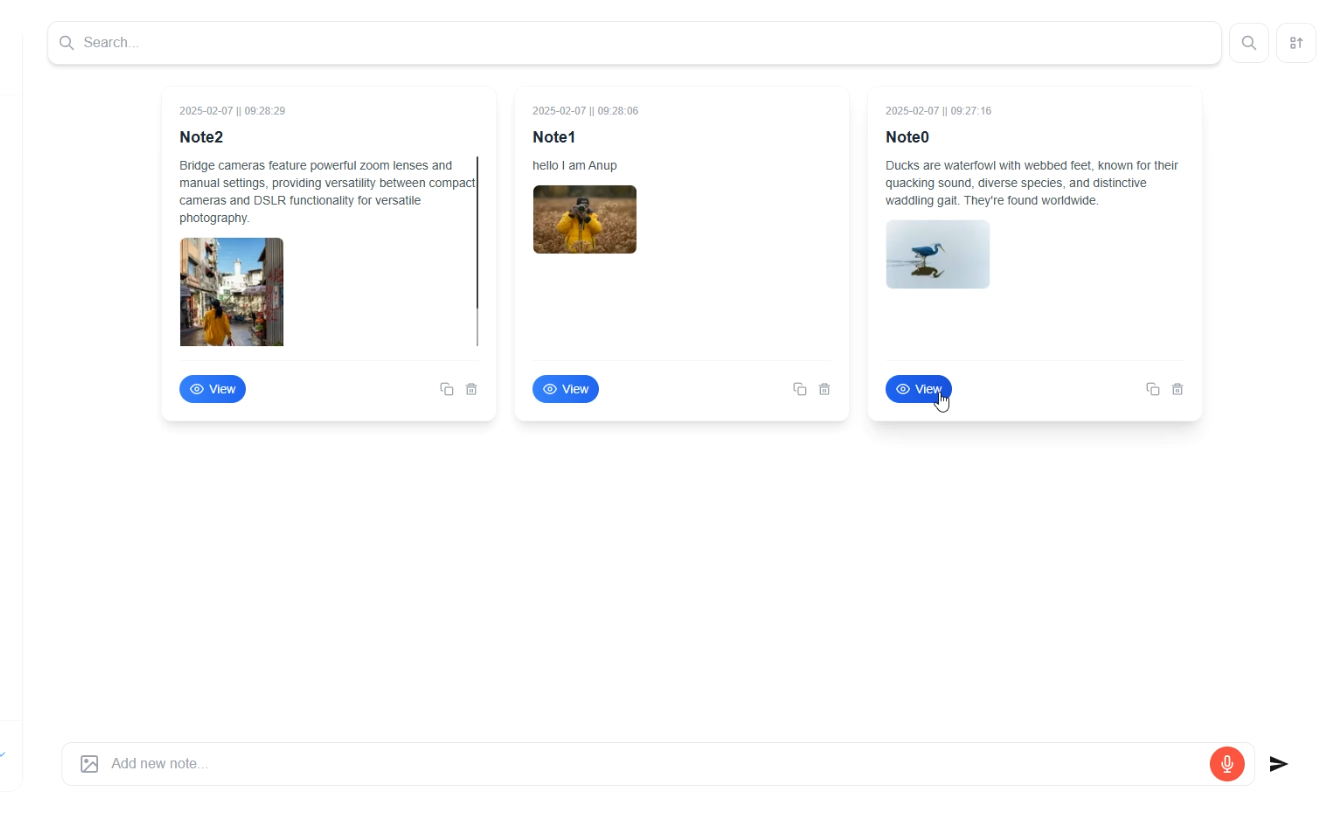 Search...
2025-02-07 || 09:28:29
Note2
Bridge cameras feature powerful zoom lenses and
manual settings, providing versatility between compact
cameras and DSLR functionality for versatile
photography.
View
2025-02-07 || 09:28:06
Note1
hello I am Anup
View
2025-02-07 || 09:27:16
Note0
Ducks are waterfowl with webbed feet, known for their
quacking sound, diverse species, and distinctive
waddling gait. They're found worldwide.
View
Add new note...